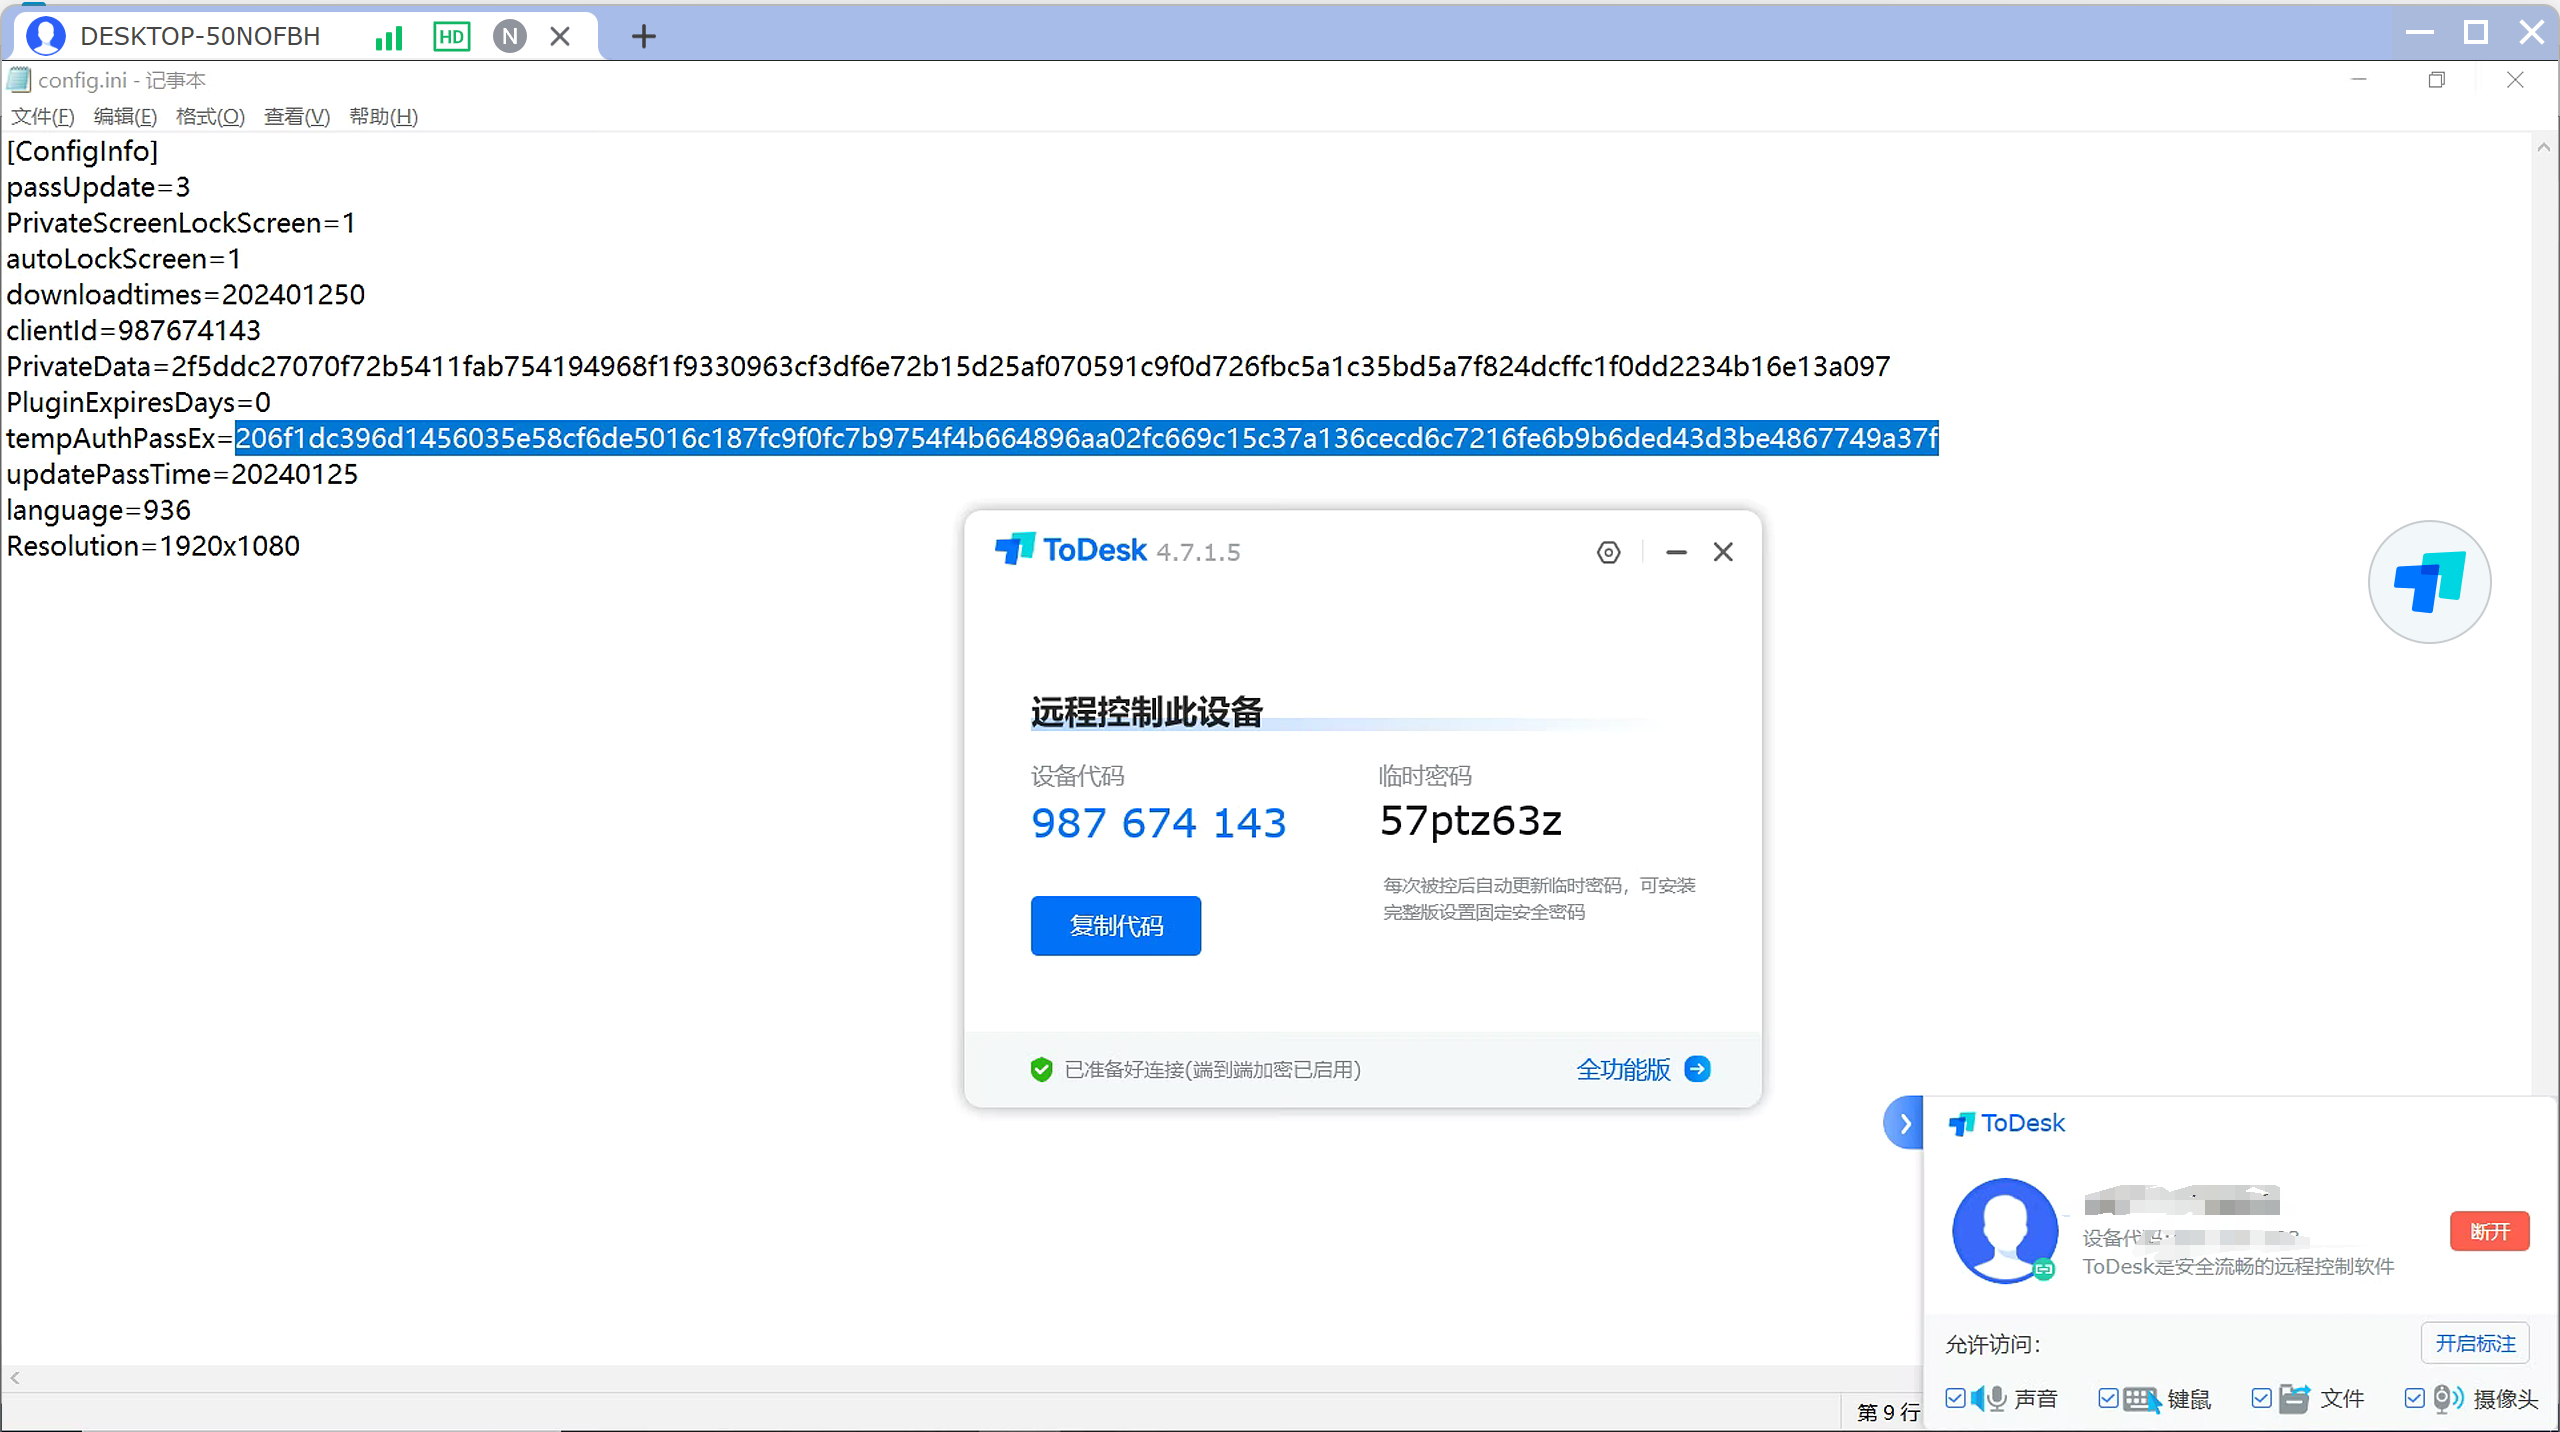 DESKTOP-50NOFBH HD N
config.ini - 记事本
文件(F) 编辑(E) 格式(O) 查看(V) 帮助(H)
[ConfigInfo]
passUpdate=3
PrivateScreenLockScreen=1
autoLockScreen=1
downloadtimes=202401250
clientId=987674143
PrivateData=2f5ddc27070f72b5411fab754194968f1f9330963cf3df6e72b15d25af070591c9f0d726fbc5a1c35bd5a7f824dcffc1f0dd2234b16e13a097
PluginExpiresDays=0
tempAuthPassEx=206f1dc396d1456035e58cf6de5016c187fc9f0fc7b9754f4b664896aa02fc669c15c37a136cecd6c7216fe6b9b6ded43d3be4867749a37f
updatePassTime=20240125
language=936
Resolution=1920x1080
ToDesk 4.7.1.5
远程控制此设备
设备代码
987 674 143
复制代码
临时密码
57ptz63z
每次被控后自动更新临时密码，可安装
完整版设置固定安全密码
已准备好连接(端到端加密已启用)
全功能版
ToDesk
设备代码:
断开
ToDesk是安全流畅的远程控制软件
允许访问：
开启标注
声音 键鼠 文件 摄像头
第 9 行